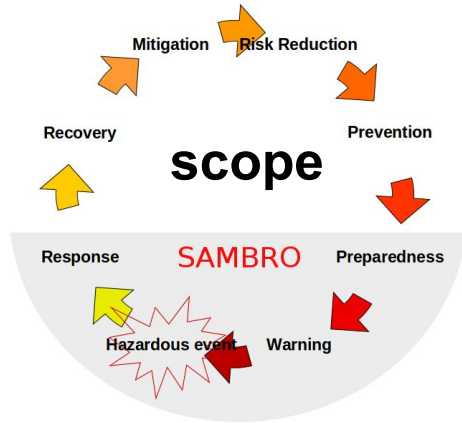 Mitigation
Risk Reduction
Recovery
Prevention
scope
Response
SAMBRO
Preparedness
Hazardous event
Warning